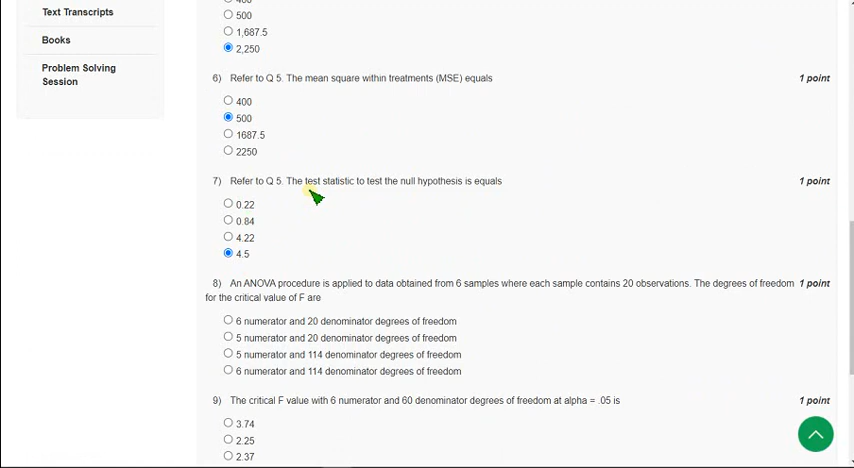 Text Transcripts
Books
Problem Solving
Session
400
500
1,687.5
2,250
6) Refer to Q 5. The mean square within treatments (MSE) equals 1 point
400
500
1687.5
2250
7) Refer to Q 5. The test statistic to test the null hypothesis is equals 1 point
0.22
0.84
4.22
4.5
8) An ANOVA procedure is applied to data obtained from 6 samples where each sample contains 20 observations. The degrees of freedom 1 point
for the critical value of F are
6 numerator and 20 denominator degrees of freedom
5 numerator and 20 denominator degrees of freedom
5 numerator and 114 denominator degrees of freedom
6 numerator and 114 denominator degrees of freedom
9) The critical F value with 6 numerator and 60 denominator degrees of freedom at alpha = .05 is 1 point
3.74
2.25
2.37